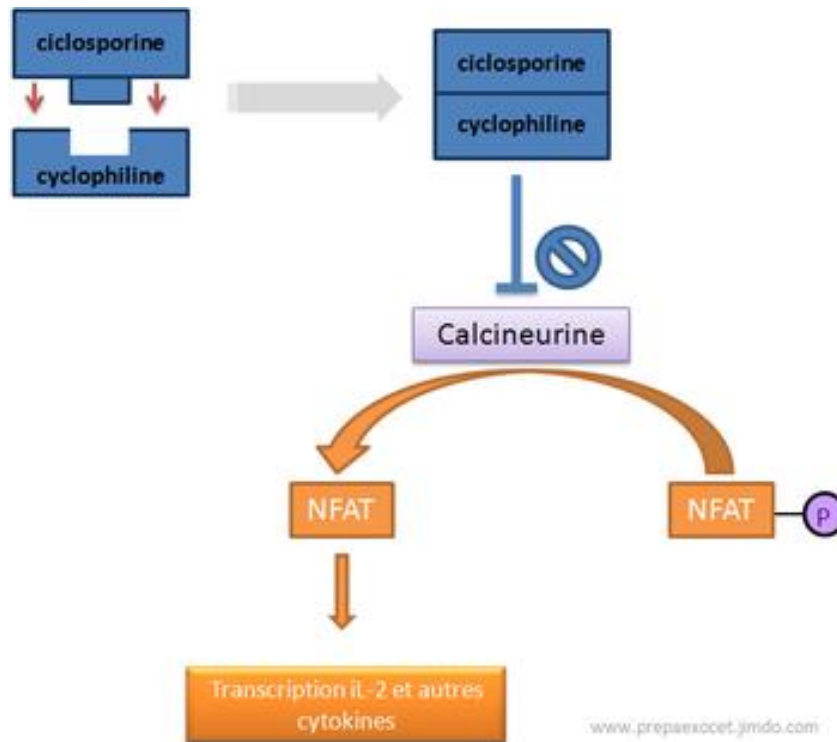 ciclosporine
cyclophiline
ciclosporine
cyclophiline
Calcineurine
NFAT
NFAT
P
Transcription iL-2 et autres
cytokines
www.prepaexocet.jimdo.com